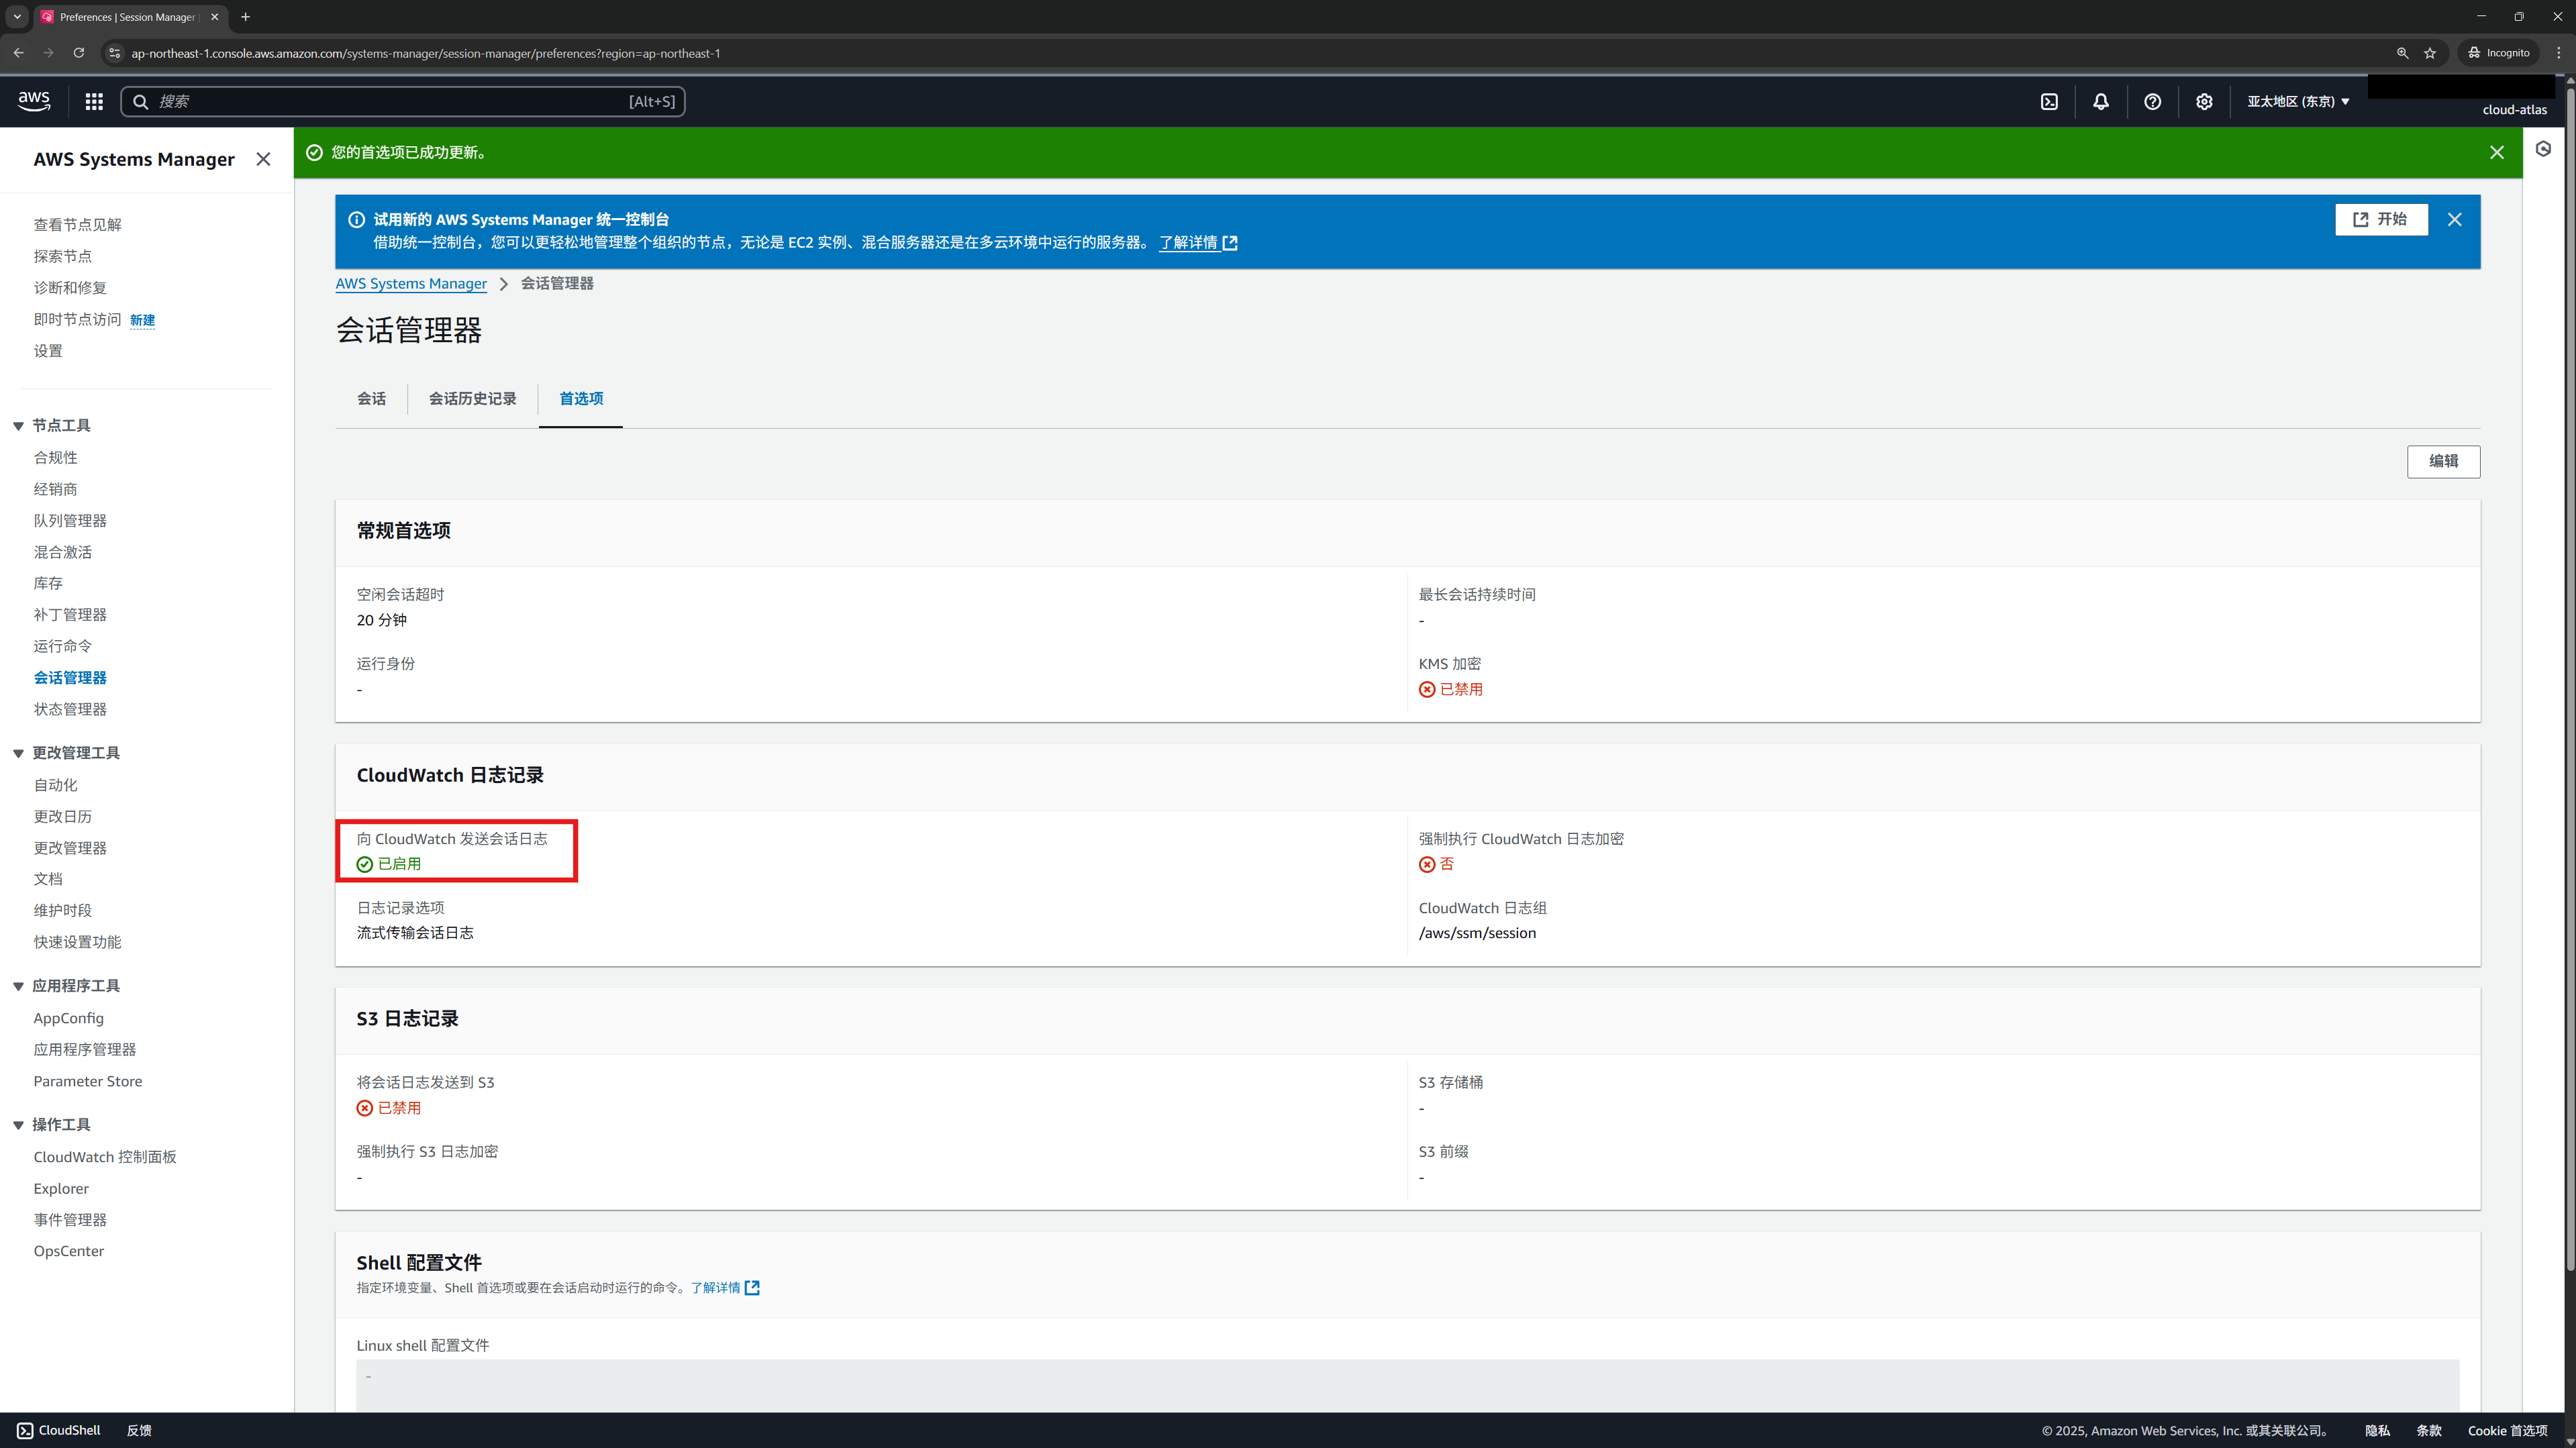 Preferences | Session Manager
ap-northeast-1.console.aws.amazon.com/systems-manager/session-manager/preferences?region=ap-northeast-1
Incognito
aws
搜索
[Alt+S]
亚太地区 (东京)
cloud-atlas
AWS Systems Manager
查看节点见解
探索节点
诊断和修复
即时节点访问 新建
设置
节点工具
合规性
经销商
队列管理器
混合激活
库存
补丁管理器
运行命令
会话管理器
状态管理器
更改管理工具
自动化
更改日历
更改管理器
文档
维护时段
快速设置功能
应用程序工具
AppConfig
应用程序管理器
Parameter Store
操作工具
CloudWatch 控制面板
Explorer
事件管理器
OpsCenter
您的首选项已成功更新。
试用新的 AWS Systems Manager 统一控制台
借助统一控制台，您可以更轻松地管理整个组织的节点，无论是 EC2 实例、混合服务器还是在多云环境中运行的服务器。 了解详情
开始
AWS Systems Manager
会话管理器
会话管理器
会话
会话历史记录
首选项
编辑
常规首选项
空闲会话超时
20 分钟
最长会话持续时间
-
运行身份
-
KMS 加密
已禁用
CloudWatch 日志记录
向 CloudWatch 发送会话日志
已启用
强制执行 CloudWatch 日志加密
否
日志记录选项
流式传输会话日志
CloudWatch 日志组
/aws/ssm/session
S3 日志记录
将会话日志发送到 S3
已禁用
S3 存储桶
-
强制执行 S3 日志加密
-
S3 前缀
-
Shell 配置文件
指定环境变量、Shell 首选项或要在会话启动时运行的命令。了解详情
Linux shell 配置文件
-
CloudShell
反馈
© 2025, Amazon Web Services, Inc. 或其关联公司。
隐私
条款
Cookie 首选项